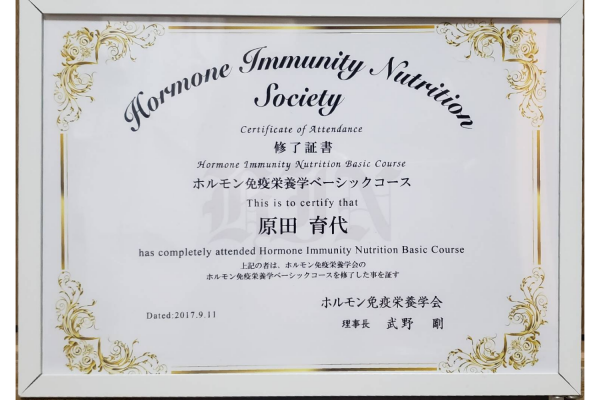 Hormone Immunity Nutrition
Society
Certificate of Attendance
修了証書
Hormone Immunity Nutrition Basic Course
ホルモン免疫栄養学ベーシックコース
This is to certify that
原田 育代
has completely attended Hormone Immunity Nutrition Basic Course
上記の者は、ホルモン免疫栄養学会の
ホルモン免疫栄養学ベーシックコースを修了した事を証す
ホルモン免疫栄養学会
Dated:2017.9.11
理事長 武野 剛